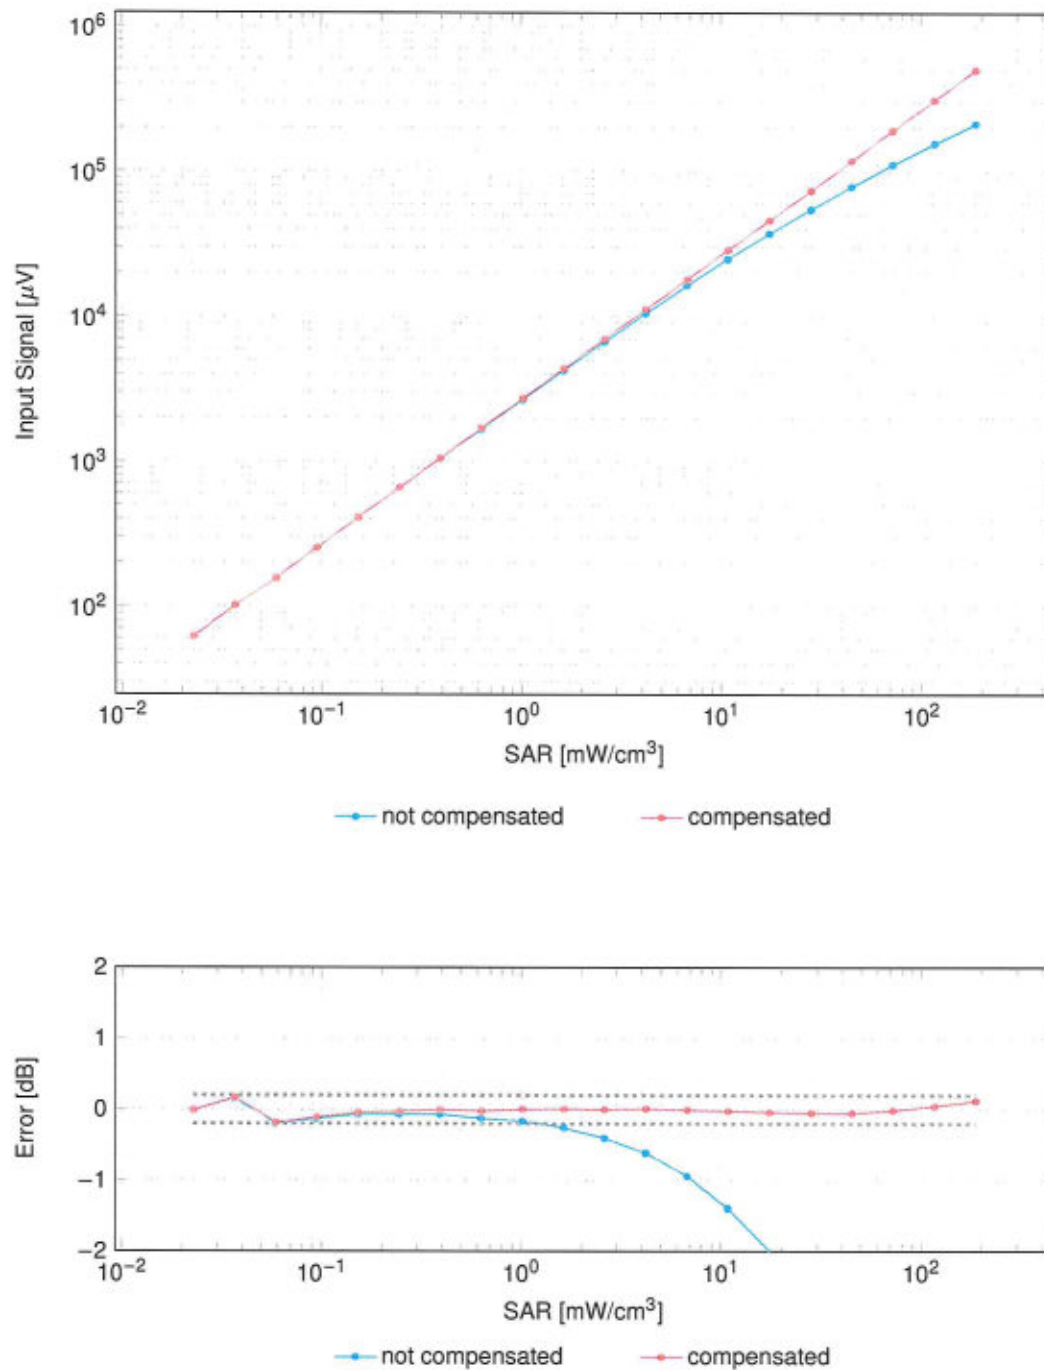 10⁶
10⁵
10⁴
10³
10²
Input Signal [µV]
10⁻² 10⁻¹ 10⁰ 10¹ 10²
SAR [mW/cm³]
not compensated compensated
2
1
0
−1
−2
Error [dB]
10⁻² 10⁻¹ 10⁰ 10¹ 10²
SAR [mW/cm³]
not compensated compensated